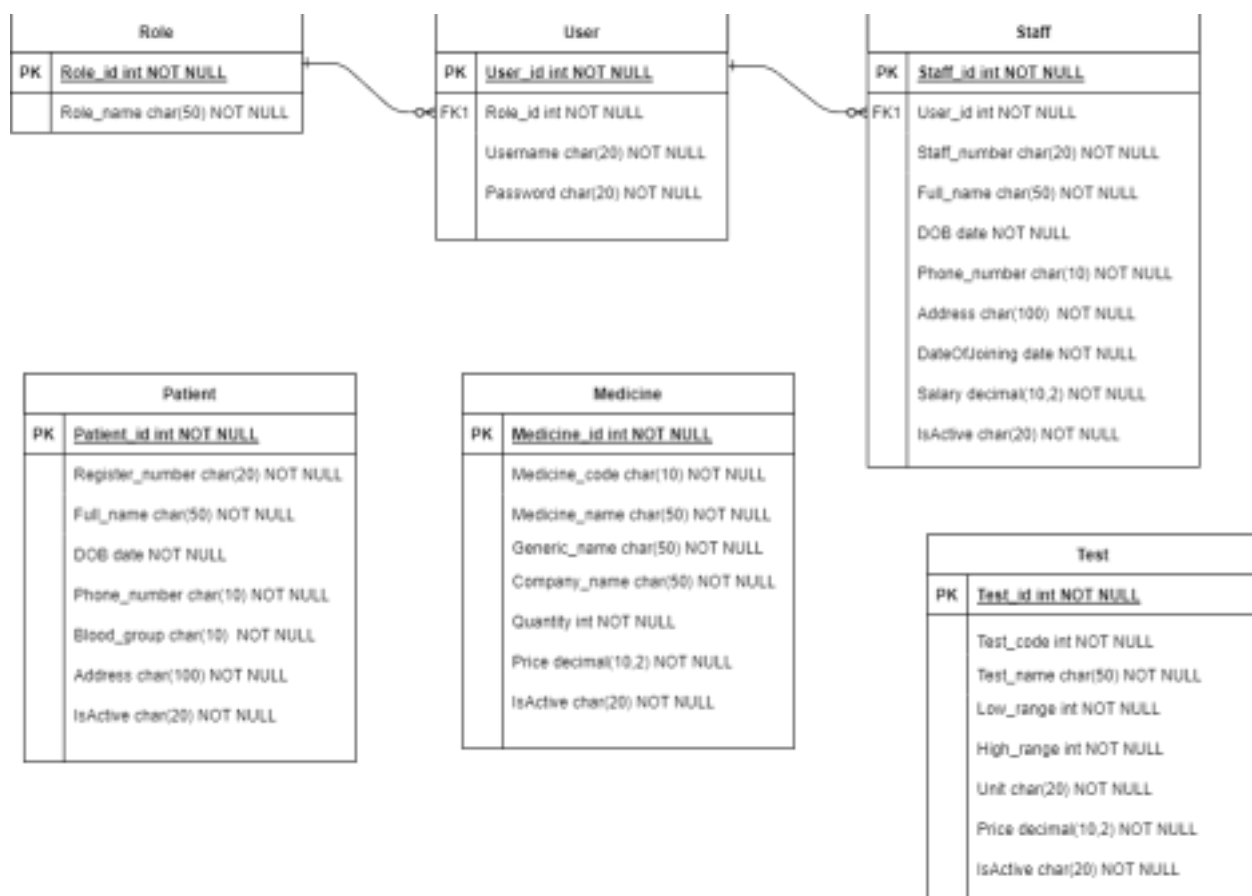 Role
PK Role_id int NOT NULL
Role_name char(50) NOT NULL
User
PK User_id int NOT NULL
FK1 Role_id int NOT NULL
Username char(20) NOT NULL
Password char(20) NOT NULL
Staff
PK Staff_id int NOT NULL
FK1 User_id int NOT NULL
Staff_number char(20) NOT NULL
Full_name char(50) NOT NULL
DOB date NOT NULL
Phone_number char(10) NOT NULL
Address char(100) NOT NULL
DateOfJoining date NOT NULL
Salary decimal(10,2) NOT NULL
IsActive char(20) NOT NULL
Patient
PK Patient_id int NOT NULL
Register_number char(20) NOT NULL
Full_name char(50) NOT NULL
DOB date NOT NULL
Phone_number char(10) NOT NULL
Blood_group char(10) NOT NULL
Address char(100) NOT NULL
IsActive char(20) NOT NULL
Medicine
PK Medicine_id int NOT NULL
Medicine_code char(10) NOT NULL
Medicine_name char(50) NOT NULL
Generic_name char(50) NOT NULL
Company_name char(50) NOT NULL
Quantity int NOT NULL
Price decimal(10,2) NOT NULL
IsActive char(20) NOT NULL
Test
PK Test_id int NOT NULL
Test_code int NOT NULL
Test_name char(50) NOT NULL
Low_range int NOT NULL
High_range int NOT NULL
Unit char(20) NOT NULL
Price decimal(10,2) NOT NULL
IsActive char(20) NOT NULL